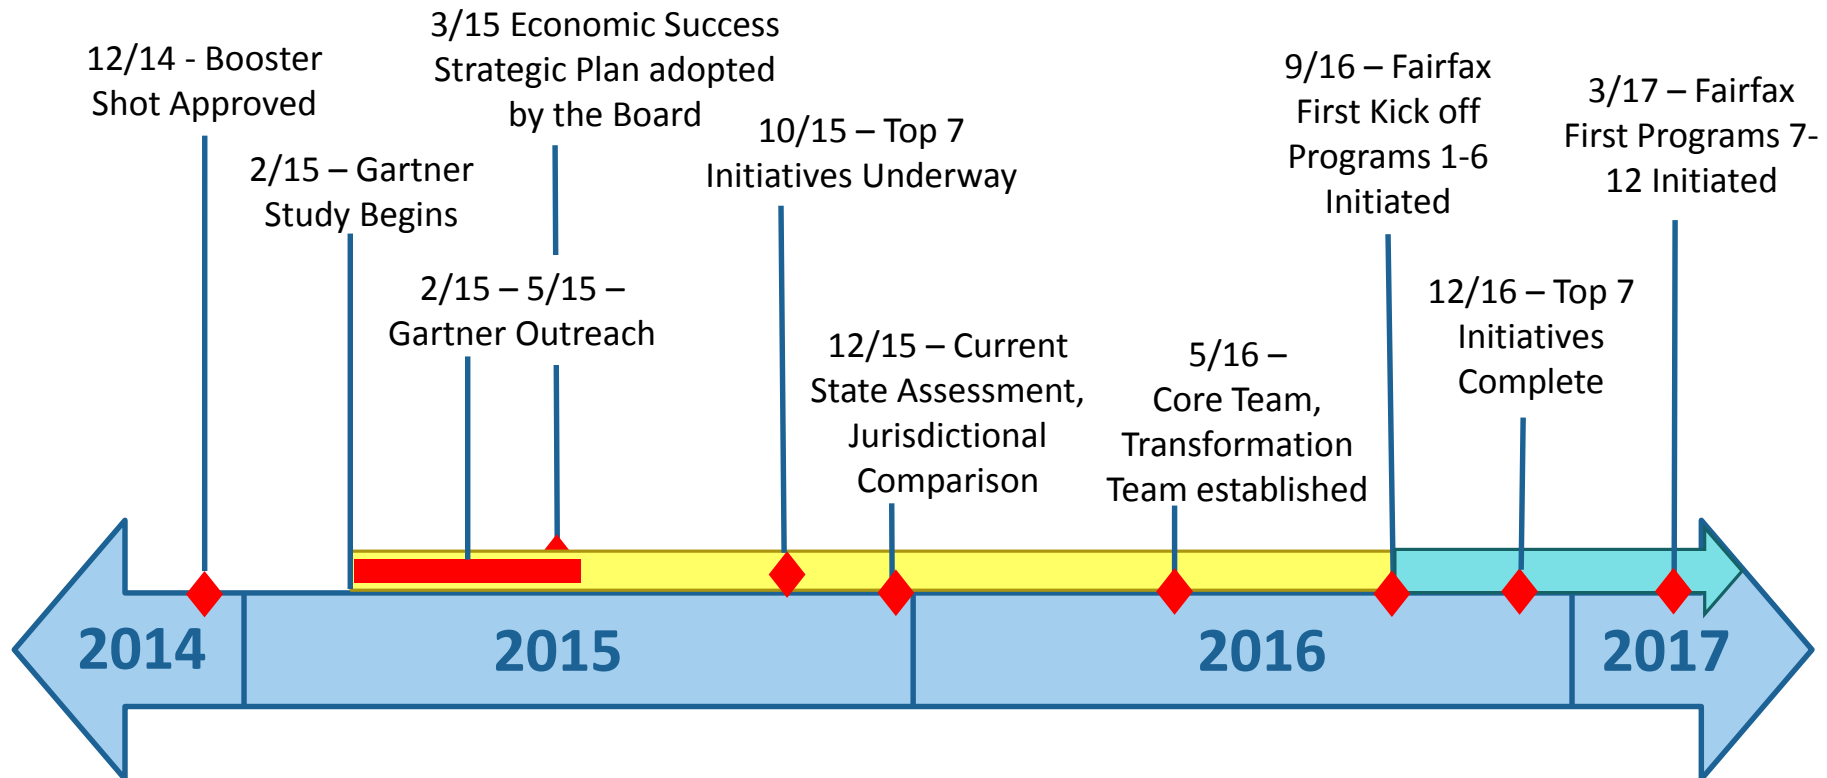 12/14 - Booster
Shot Approved
2/15 – Gartner
Study Begins
3/15 Economic Success
Strategic Plan adopted
by the Board
2/15 – 5/15 –
Gartner Outreach
10/15 – Top 7
Initiatives Underway
12/15 – Current
State Assessment,
Jurisdictional
Comparison
5/16 –
Core Team,
Transformation
Team established
9/16 – Fairfax
First Kick off
Programs 1-6
Initiated
12/16 – Top 7
Initiatives
Complete
3/17 – Fairfax
First Programs 7-
12 Initiated
2014
2015
2016
2017